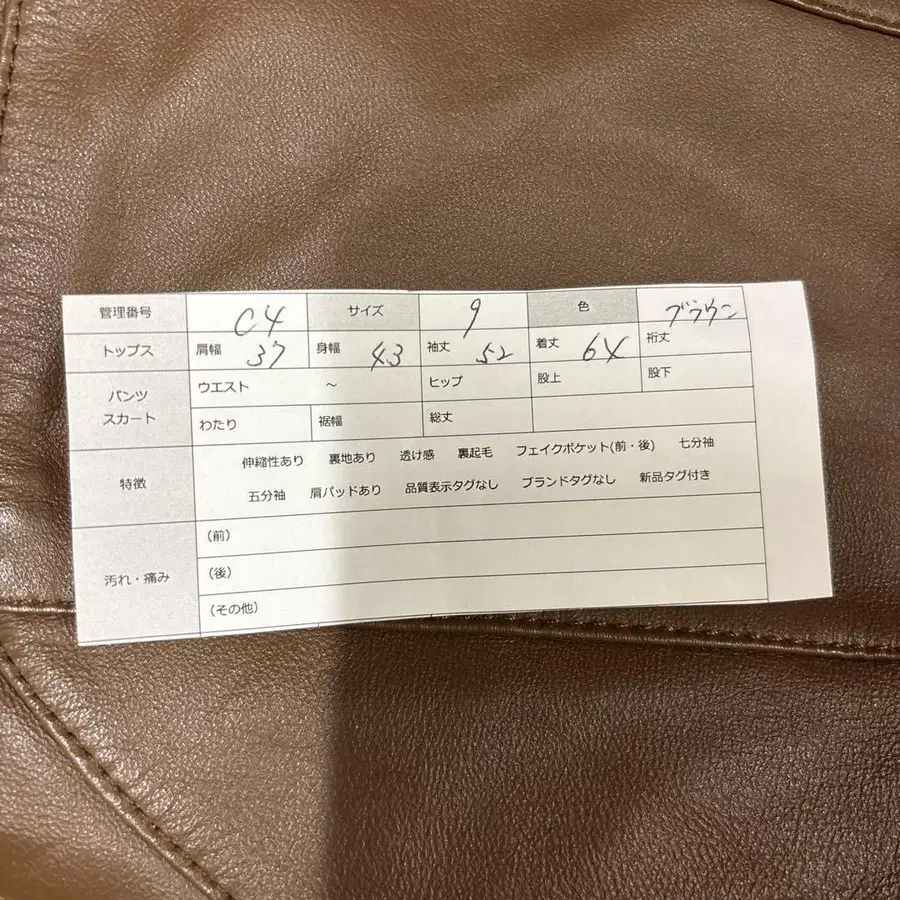 管理番号 C4 サイズ 9 色 ブラウン
トップス 肩幅 37 身幅 43 袖丈 52 着丈 64 裄丈
パンツ スカート ウエスト ～ ヒップ 股上 股下
わたり 裾幅 総丈
特徴 伸縮性あり 裏地あり 透け感 裏起毛 フェイクポケット(前・後) 七分袖
五分袖 肩パッドあり 品質表示タグなし ブランドタグなし 新品タグ付き
汚れ・痛み (前)
(後)
(その他)